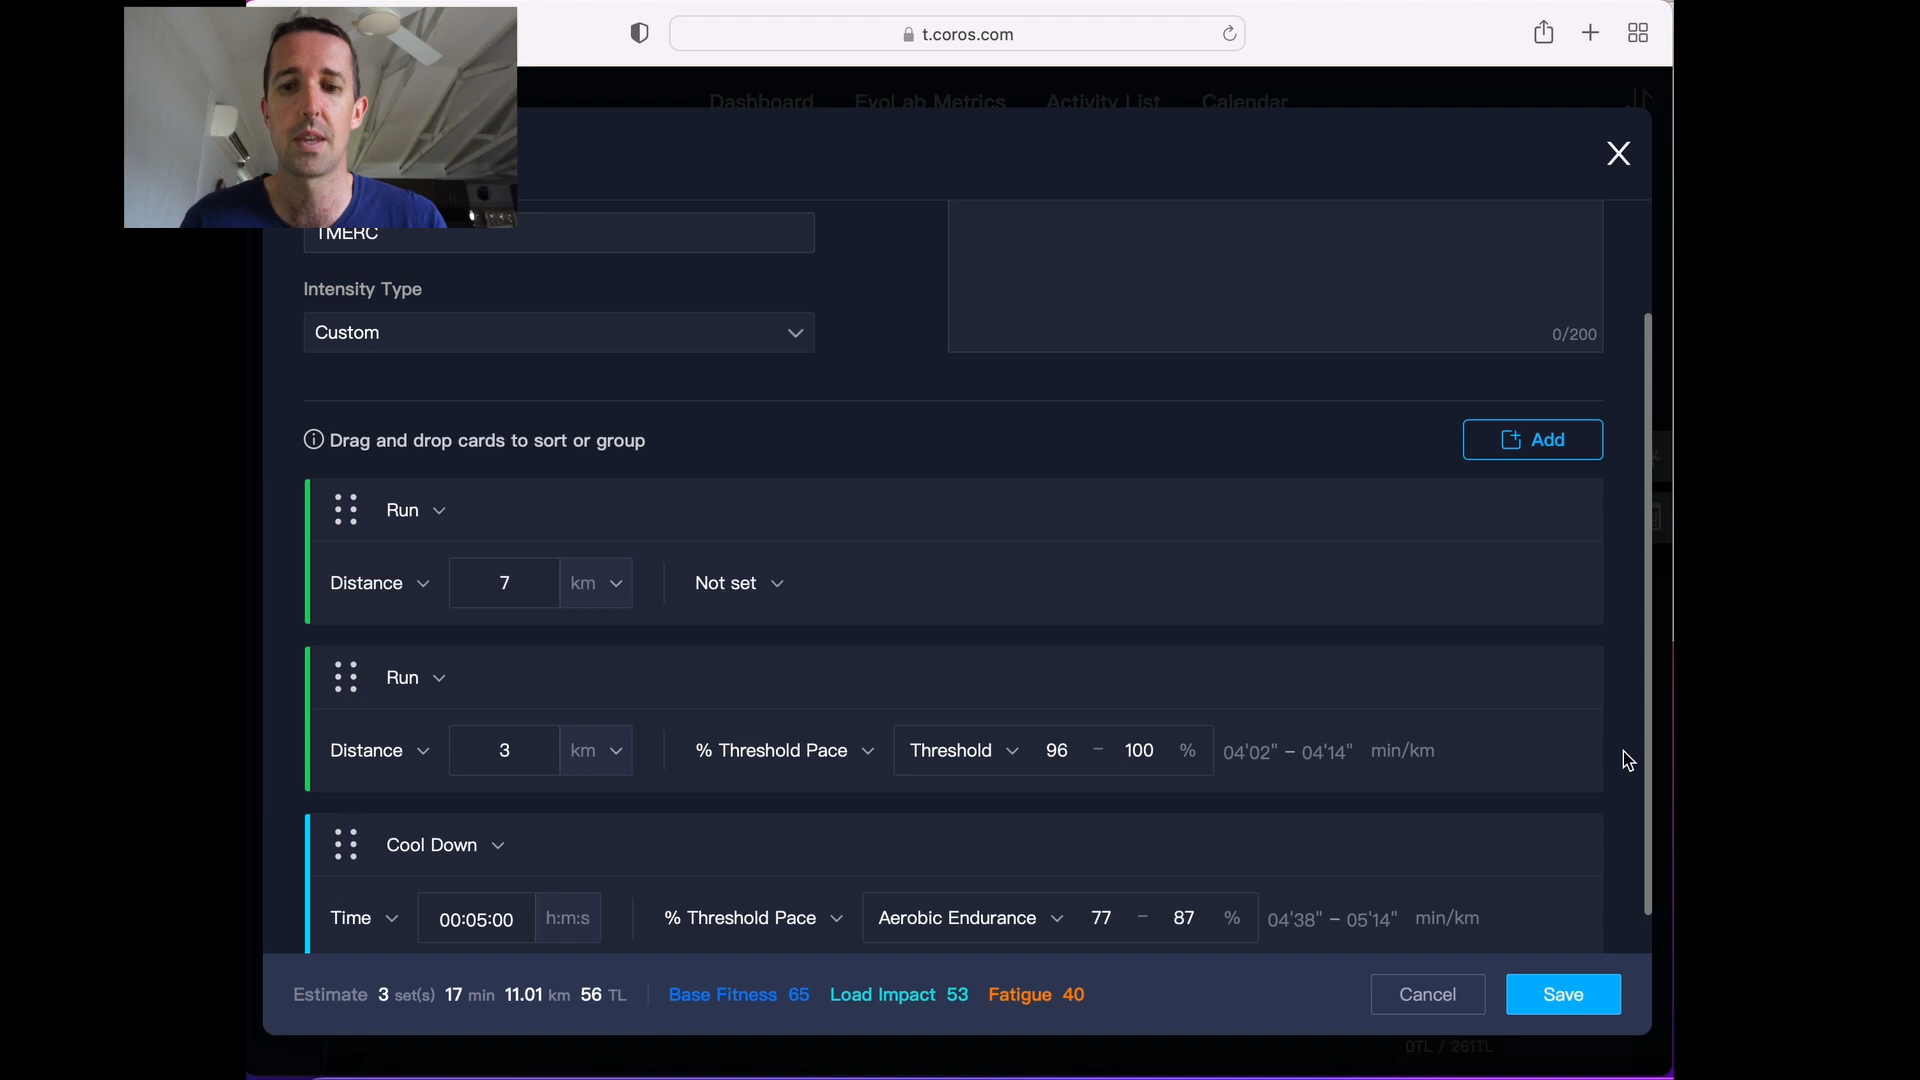 t.coros.com
Dashboard EvoLab Metrics Activity List Calendar
TMERC
Intensity Type
Custom
0/200
Drag and drop cards to sort or group
Add
Run
Distance 7 km Not set
Run
Distance 3 km % Threshold Pace Threshold 96 – 100 % 04'02" – 04'14" min/km
Cool Down
Time 00:05:00 h:m:s % Threshold Pace Aerobic Endurance 77 – 87 % 04'38" – 05'14" min/km
Estimate 3 set(s) 17 min 11.01 km 56 TL Base Fitness 65 Load Impact 53 Fatigue 40
Cancel Save
0TL / 261TL